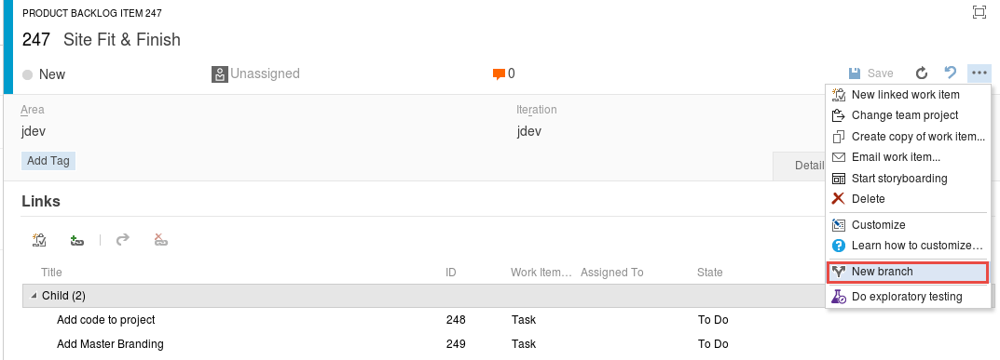 PRODUCT BACKLOG ITEM 247
247 Site Fit & Finish
New Unassigned 0 Save
Area Iteration
jdev jdev
Add Tag Detail
New linked work item
Change team project
Create copy of work item...
Email work item...
Start storyboarding
Delete
Customize
Learn how to customize...
New branch
Do exploratory testing
Links
Title ID Work Item... Assigned To State
Child (2)
Add code to project 248 Task To Do
Add Master Branding 249 Task To Do